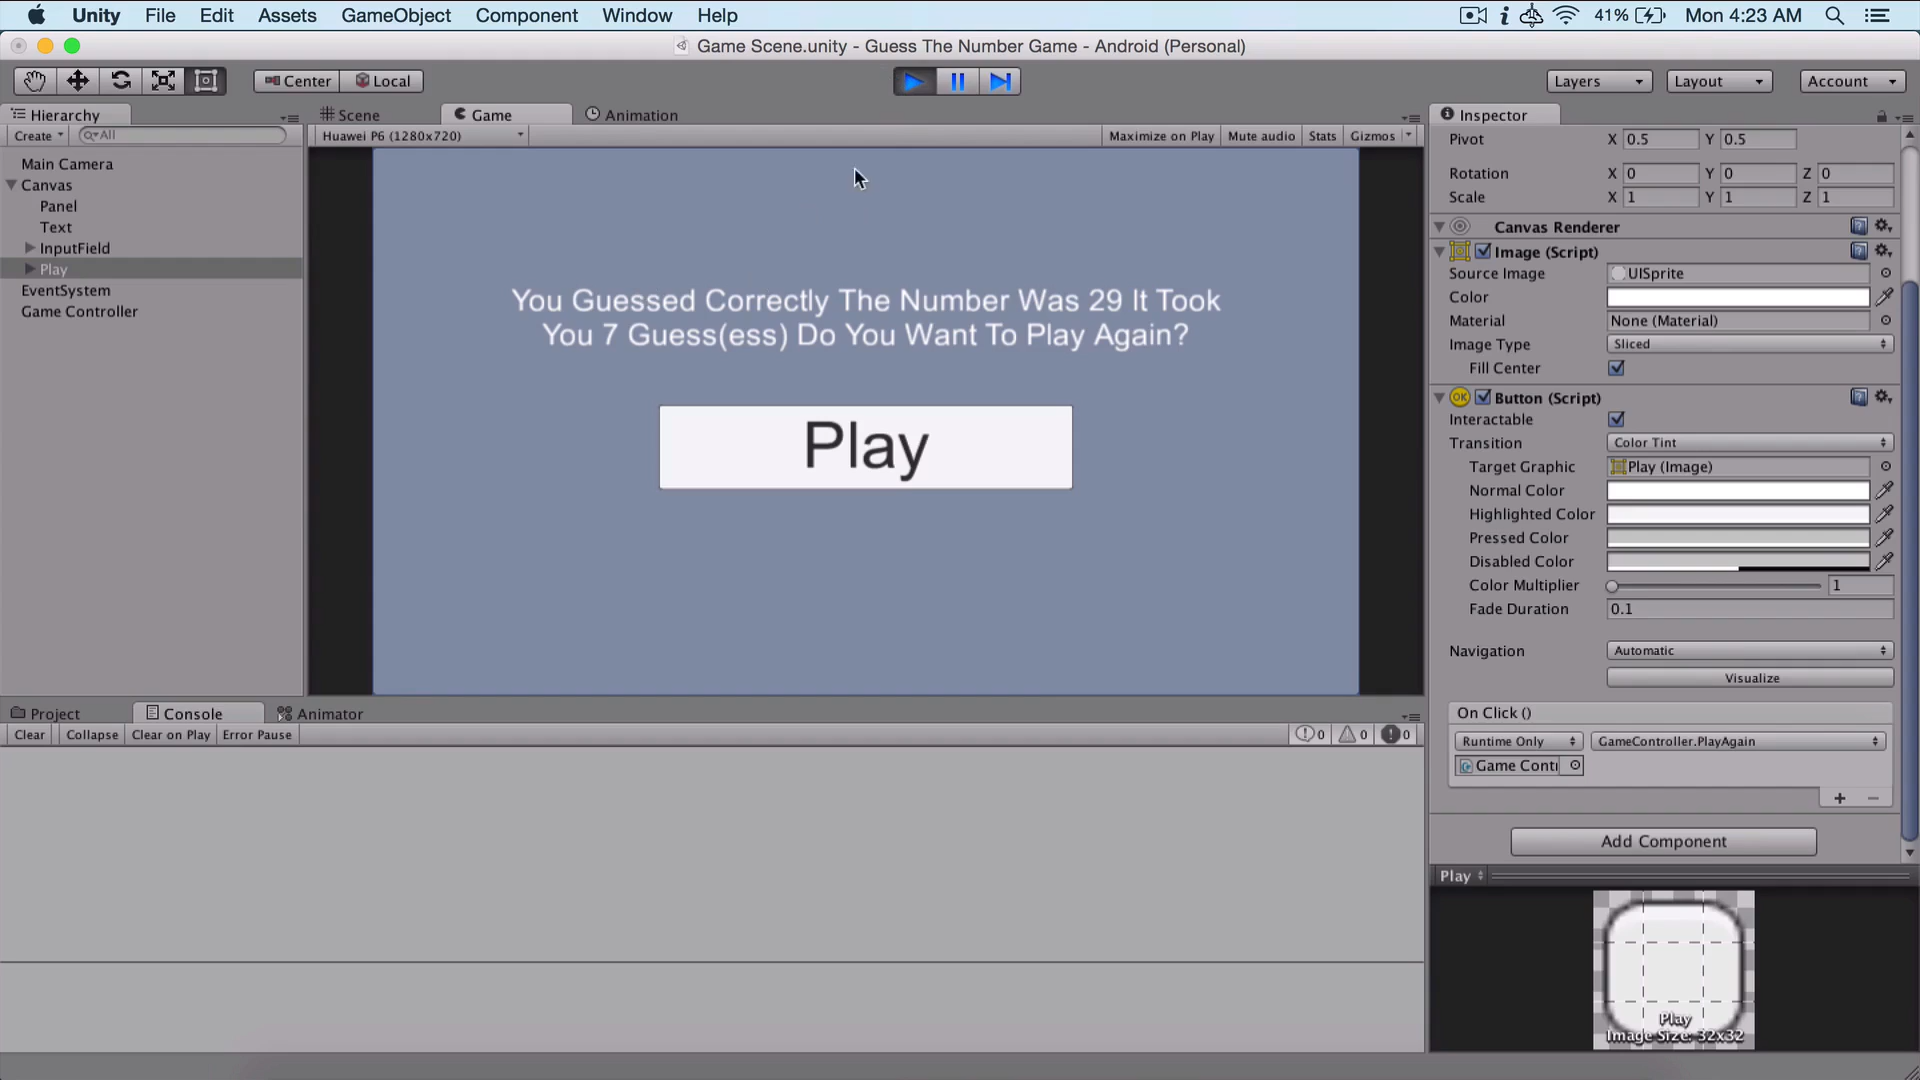 Unity File Edit Assets GameObject Component Window Help 41% Mon 4:23 AM
Game Scene.unity - Guess The Number Game - Android (Personal)
Center Local Layers Layout Account
Hierarchy
Create All
Main Camera
Canvas
Panel
Text
InputField
Play
EventSystem
Game Controller
Scene Game Animation
Huawei P6 (1280x720) Maximize on Play Mute audio Stats Gizmos
You Guessed Correctly The Number Was 29 It Took
You 7 Guess(ess) Do You Want To Play Again?
Play
Project Console Animator
Clear Collapse Clear on Play Error Pause 0 0 0
Inspector
Pivot X 0.5 Y 0.5
Rotation X 0 Y 0 Z 0
Scale X 1 Y 1 Z 1
Canvas Renderer
Image (Script)
Source Image UISprite
Color
Material None (Material)
Image Type Sliced
Fill Center
OK Button (Script)
Interactable
Transition Color Tint
Target Graphic Play (Image)
Normal Color
Highlighted Color
Pressed Color
Disabled Color
Color Multiplier 1
Fade Duration 0.1
Navigation Automatic
Visualize
On Click ()
Runtime Only GameController.PlayAgain
Game Conti
Add Component
Play
Play
Image Size: 32x32